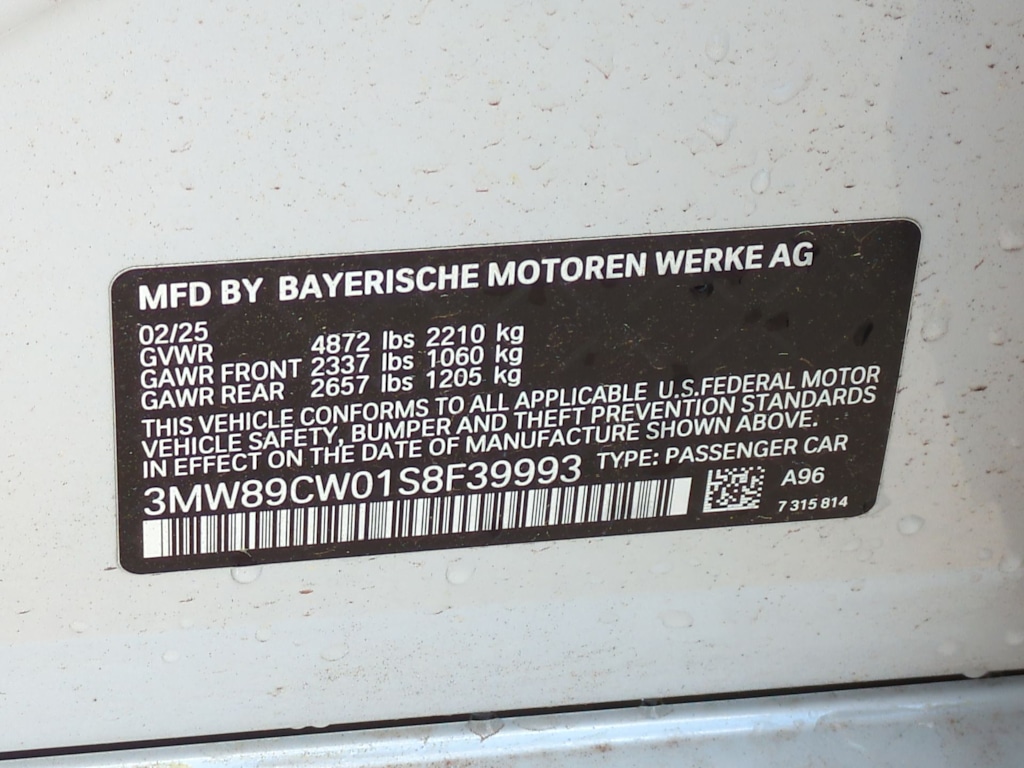 MFD BY BAYERISCHE MOTOREN WERKE AG
02/25
GVWR 4872 lbs 2210 kg
GAWR FRONT 2337 lbs 1060 kg
GAWR REAR 2657 lbs 1205 kg
THIS VEHICLE CONFORMS TO ALL APPLICABLE U.S.FEDERAL MOTOR
VEHICLE SAFETY, BUMPER AND THEFT PREVENTION STANDARDS
IN EFFECT ON THE DATE OF MANUFACTURE SHOWN ABOVE.
3MW89CW01S8F39993 TYPE: PASSENGER CAR
A96
7 315 814